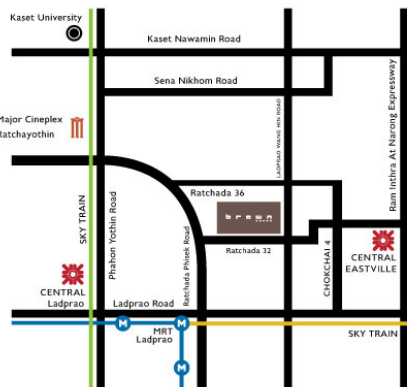 Kaset University
Kaset Nawamin Road
Sena Nikhom Road
Major Cineplex
Ratchayothin
LADPRAO WANG HIN ROAD
Ram Inthra At Narong Expressway
Ratchada 36
brown
SKY TRAIN
Phahon Yothin Road
Ratchada Phisek Road
Ratchada 32
CHOKCHAI 4
CENTRAL
EASTVILLE
CENTRAL
Ladprao
Ladprao Road
M
M
MRT
Ladprao
SKY TRAIN
M